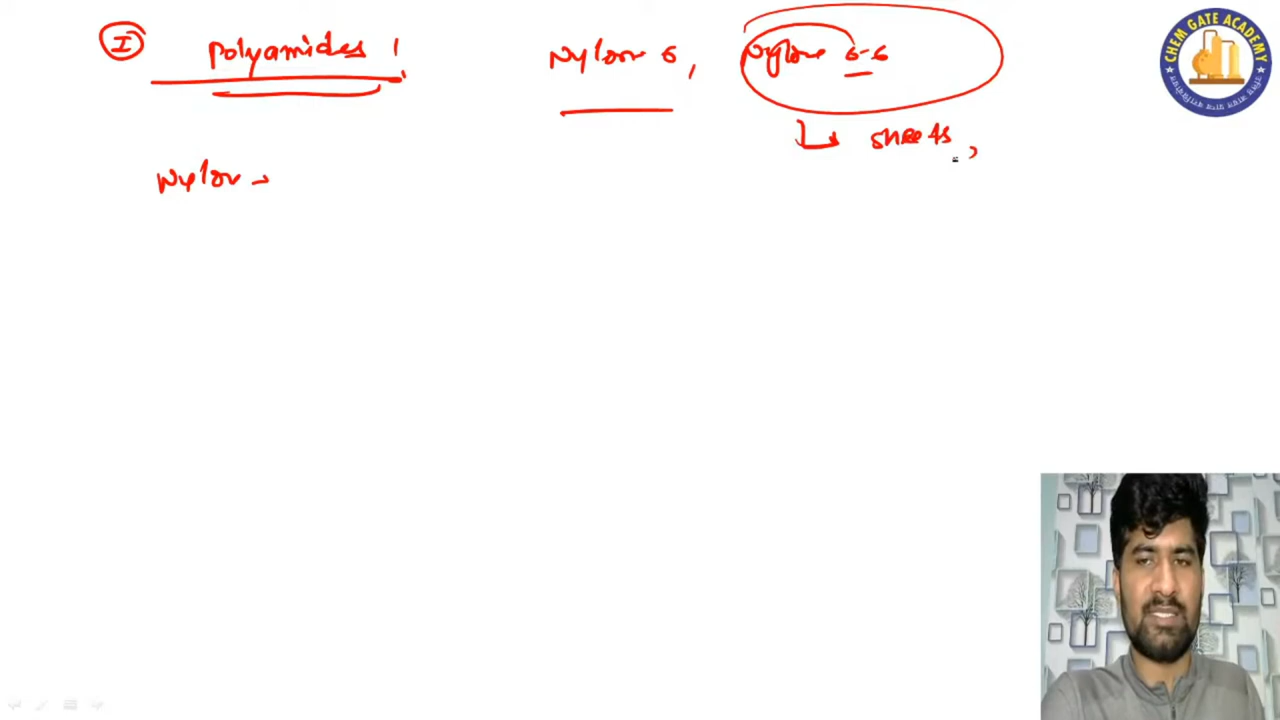 I Polyamides ! Nylon 6, Nylon 6-6
↳ sheets,
Nylon -
CHEM GATE ACADEMY